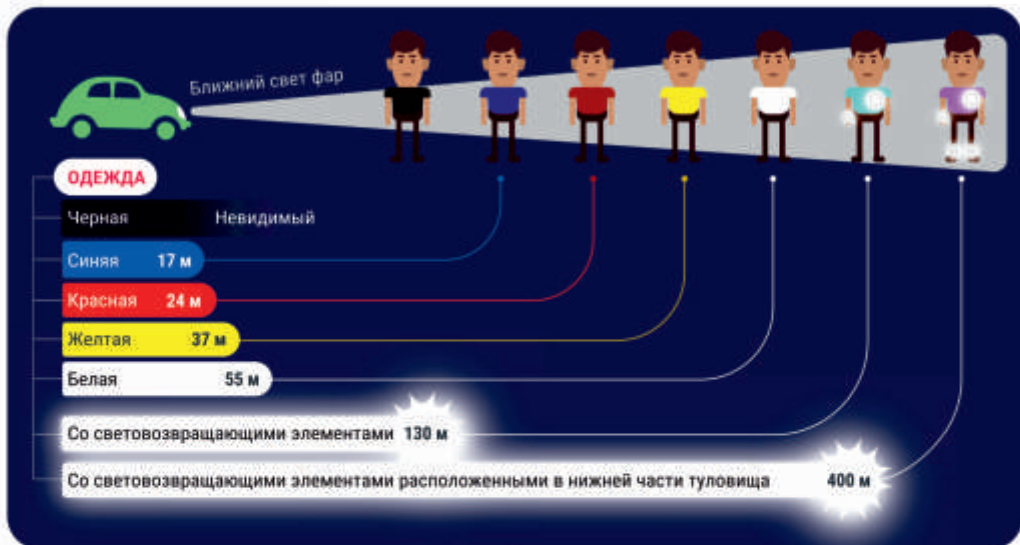 Ближний свет фар
ОДЕЖДА
Черная Невидимый
Синяя 17 м
Красная 24 м
Желтая 37 м
Белая 55 м
Со световозвращающими элементами 130 м
Со световозвращающими элементами расположенными в нижней части туловища 400 м